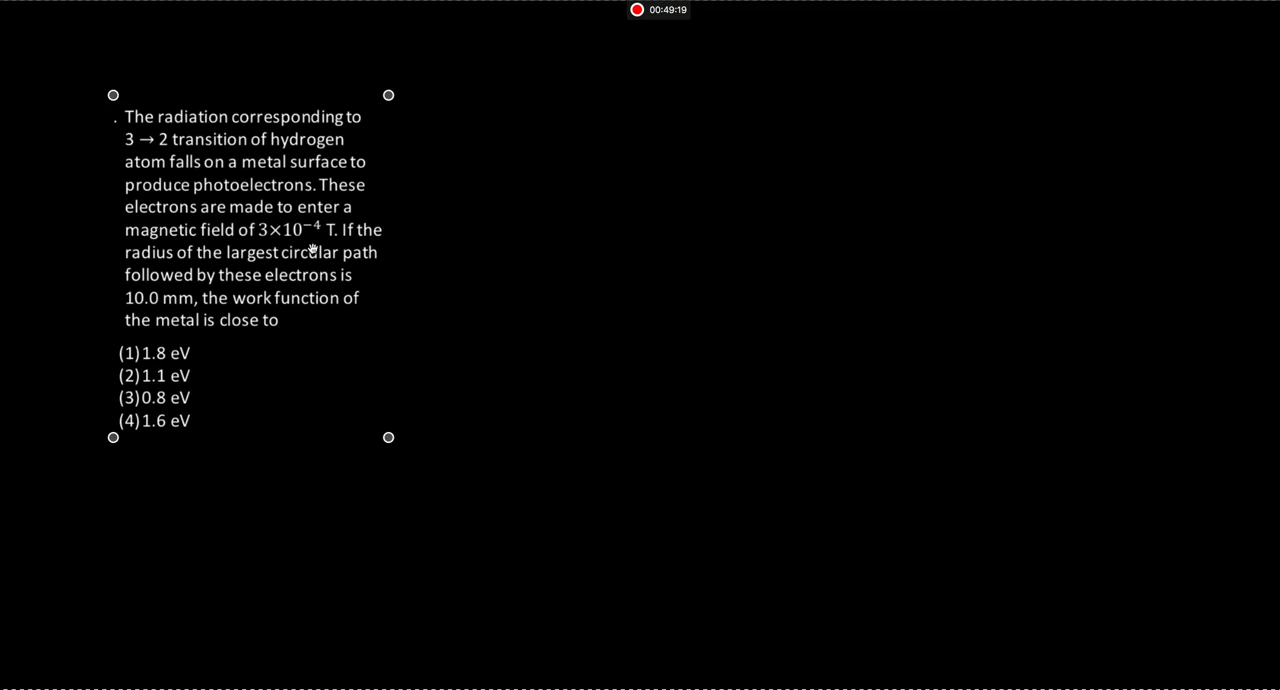 00:49:19
. The radiation corresponding to
3 → 2 transition of hydrogen
atom falls on a metal surface to
produce photoelectrons. These
electrons are made to enter a
magnetic field of 3×10⁻⁴ T. If the
radius of the largest circular path
followed by these electrons is
10.0 mm, the work function of
the metal is close to
(1)1.8 eV
(2)1.1 eV
(3)0.8 eV
(4)1.6 eV